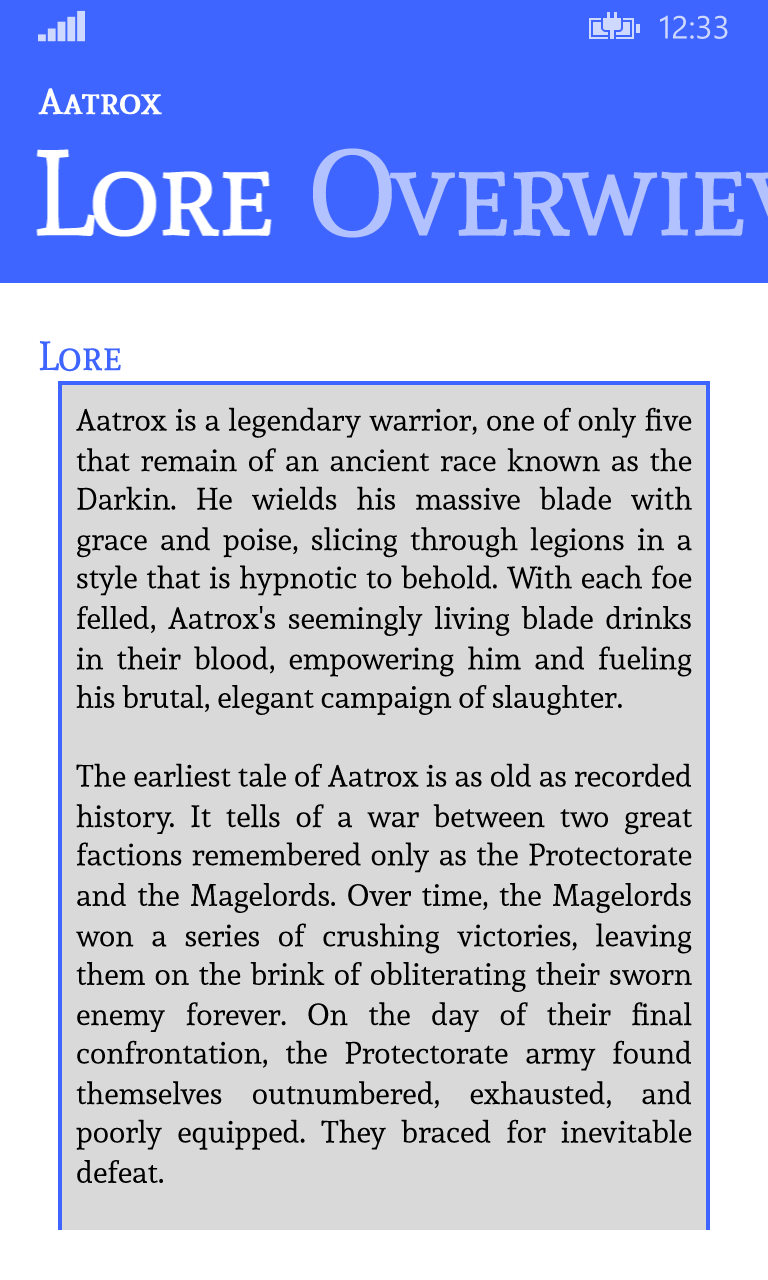 12:33
Aatrox
Lore Overwiev
Lore
Aatrox is a legendary warrior, one of only five
that remain of an ancient race known as the
Darkin. He wields his massive blade with
grace and poise, slicing through legions in a
style that is hypnotic to behold. With each foe
felled, Aatrox's seemingly living blade drinks
in their blood, empowering him and fueling
his brutal, elegant campaign of slaughter.
The earliest tale of Aatrox is as old as recorded
history. It tells of a war between two great
factions remembered only as the Protectorate
and the Magelords. Over time, the Magelords
won a series of crushing victories, leaving
them on the brink of obliterating their sworn
enemy forever. On the day of their final
confrontation, the Protectorate army found
themselves outnumbered, exhausted, and
poorly equipped. They braced for inevitable
defeat.